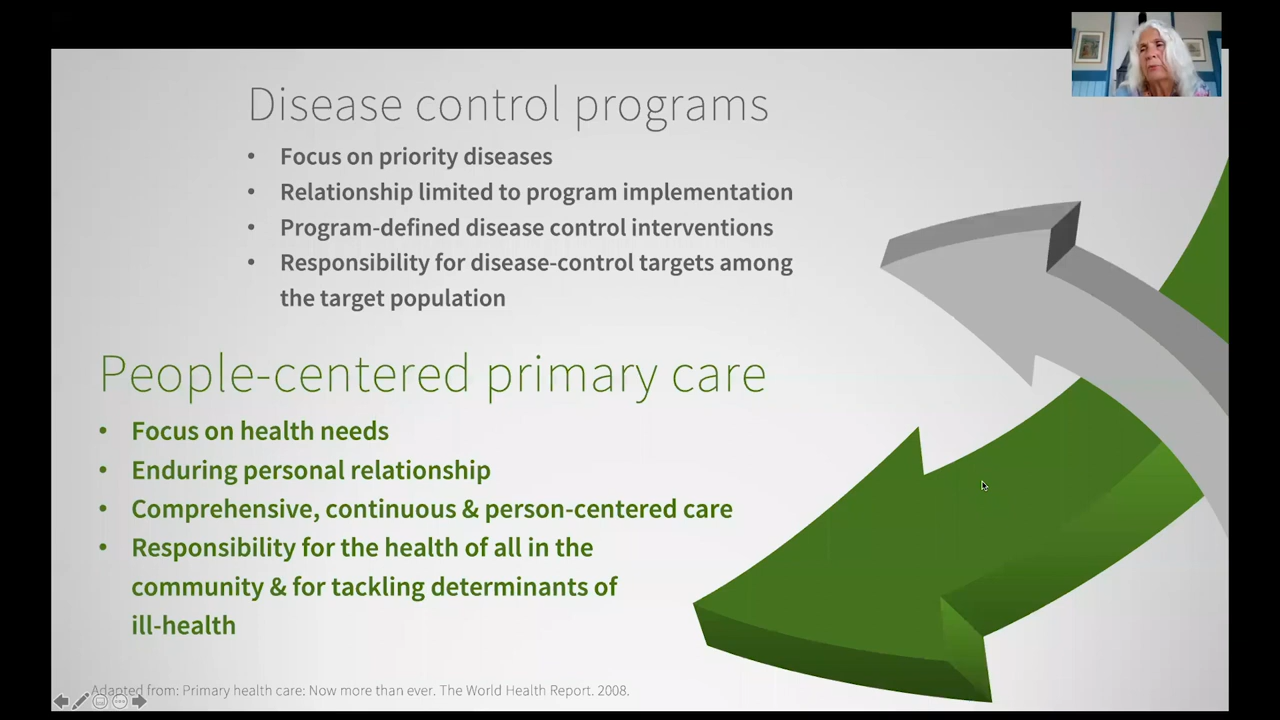 Disease control programs
• Focus on priority diseases
• Relationship limited to program implementation
• Program-defined disease control interventions
• Responsibility for disease-control targets among
the target population
People-centered primary care
• Focus on health needs
• Enduring personal relationship
• Comprehensive, continuous & person-centered care
• Responsibility for the health of all in the
community & for tackling determinants of
ill-health
Adapted from: Primary health care: Now more than ever. The World Health Report. 2008.